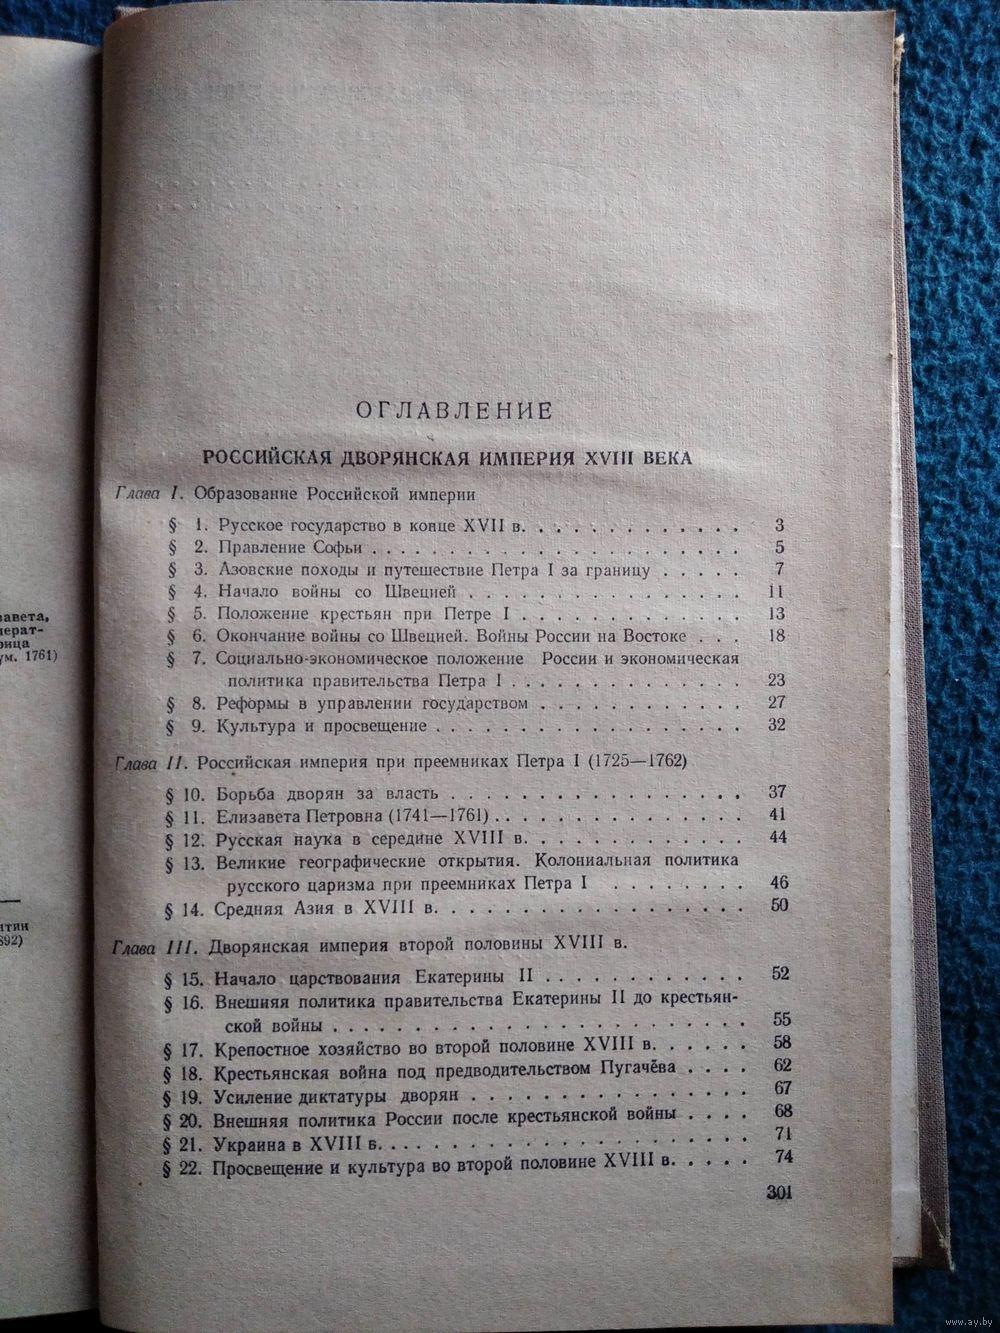 завета,
рица
ум. 1761)
892)
ОГЛАВЛЕНИЕ
РОССИЙСКАЯ ДВОРЯНСКАЯ ИМПЕРИЯ XVIII ВЕКА
Глава I. Образование Российской империи
§ 1. Русское государство в конце XVII в. . . . . . . . . . . . . . 3
§ 2. Правление Софьи . . . . . . . . . . . . . . . . . . . . . 5
§ 3. Азовские походы и путешествие Петра I за границу . . . . . 7
§ 4. Начало войны со Швецией . . . . . . . . . . . . . . . . 11
§ 5. Положение крестьян при Петре I . . . . . . . . . . . . . 13
§ 6. Окончание войны со Швецией. Войны России на Востоке . . . 18
§ 7. Социально-экономическое положение России и экономическая
политика правительства Петра I . . . . . . . . . . . . . . 23
§ 8. Реформы в управлении государством . . . . . . . . . . . . 27
§ 9. Культура и просвещение . . . . . . . . . . . . . . . . . . 32
Глава II. Российская империя при преемниках Петра I (1725—1762)
§ 10. Борьба дворян за власть . . . . . . . . . . . . . . . . . 37
§ 11. Елизавета Петровна (1741—1761) . . . . . . . . . . . . . . . 41
§ 12. Русская наука в середине XVIII в. . . . . . . . . . . . . . 44
§ 13. Великие географические открытия. Колониальная политика
русского царизма при преемниках Петра I . . . . . . . . 46
§ 14. Средняя Азия в XVIII в. . . . . . . . . . . . . . . . . . . 50
Глава III. Дворянская империя второй половины XVIII в.
§ 15. Начало царствования Екатерины II . . . . . . . . . . . . 52
§ 16. Внешняя политика правительства Екатерины II до крестьян-
ской войны . . . . . . . . . . . . . . . . . . . . . . . . 55
§ 17. Крепостное хозяйство во второй половине XVIII в. . . . . . . 58
§ 18. Крестьянская война под предводительством Пугачёва . . . . 62
§ 19. Усиление диктатуры дворян . . . . . . . . . . . . . . . . 67
§ 20. Внешняя политика России после крестьянской войны . . . . 68
§ 21. Украина в XVIII в. . . . . . . . . . . . . . . . . . . . . . 71
§ 22. Просвещение и культура во второй половине XVIII в. . . . . . 74
301
www.ay.by